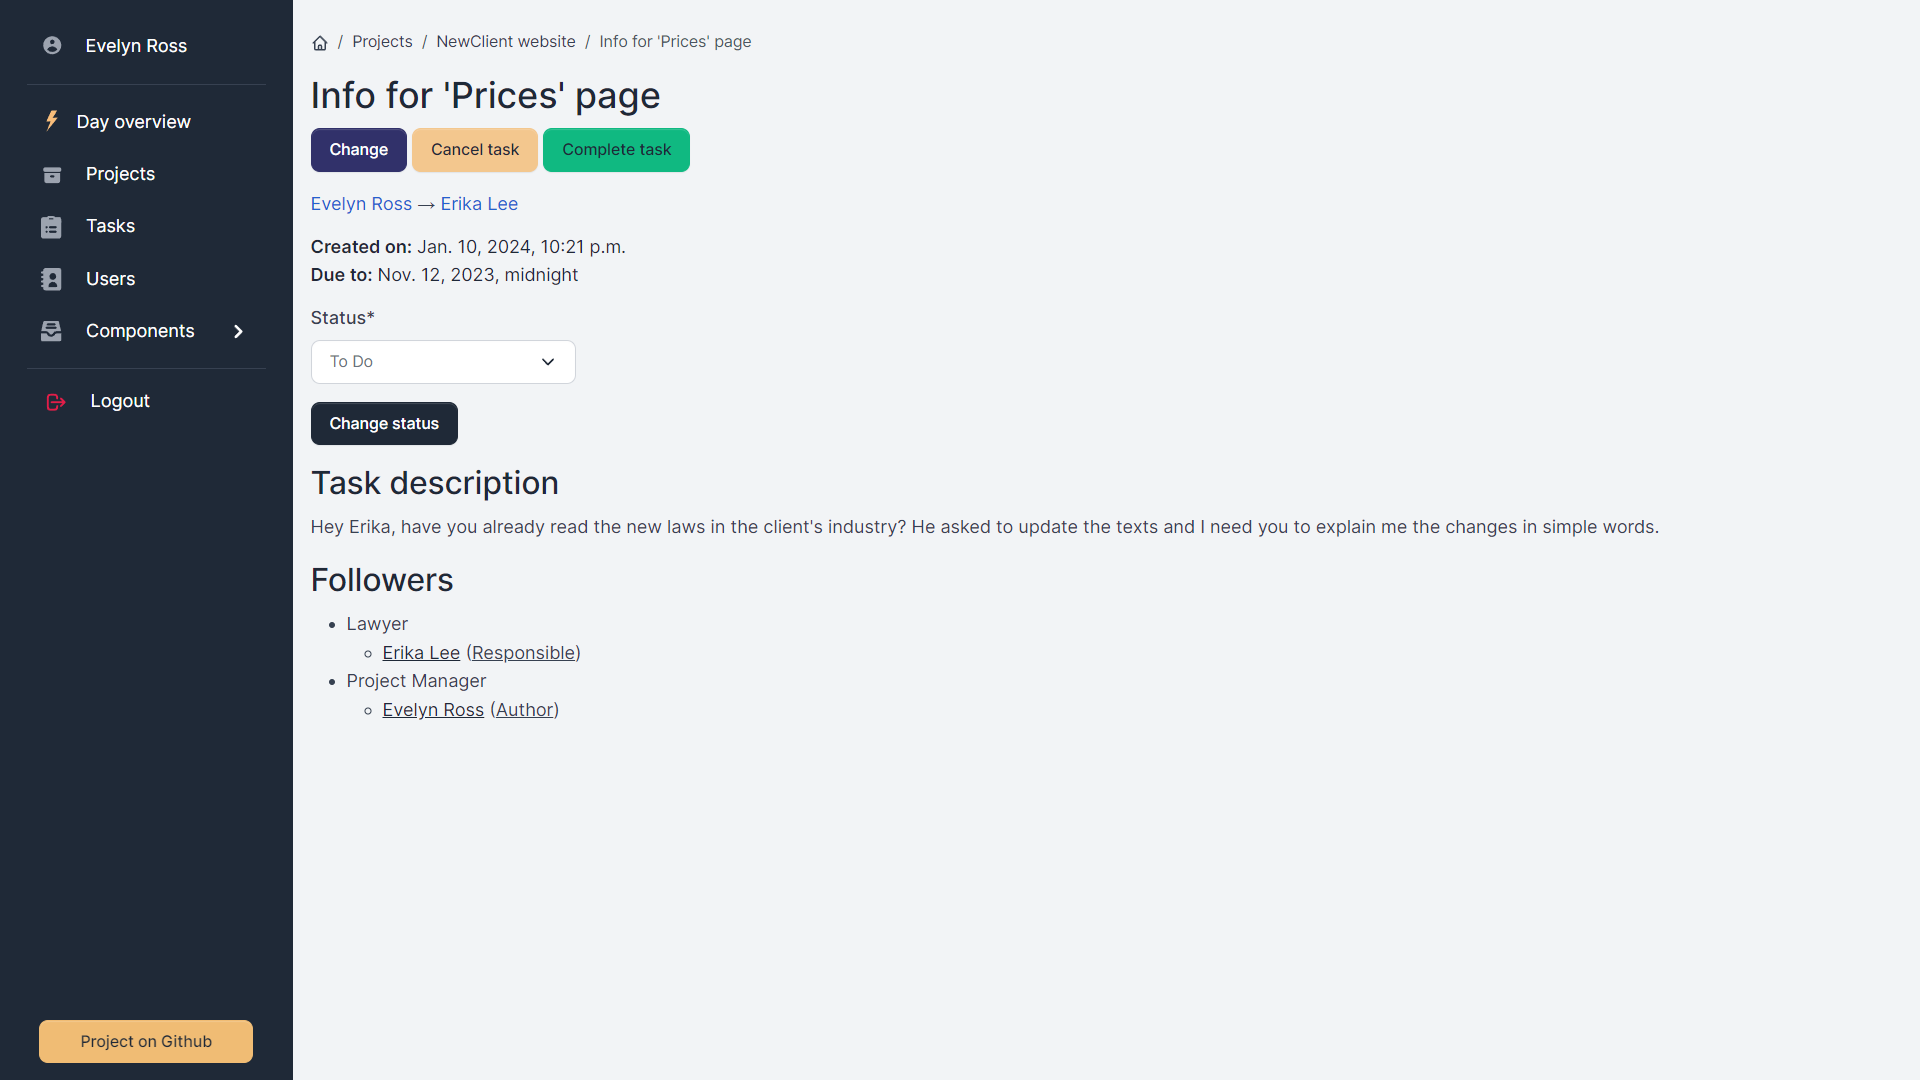 Evelyn Ross
Day overview
Projects
Tasks
Users
Components
Logout
Project on Github
/ Projects / NewClient website / Info for 'Prices' page
Info for 'Prices' page
Change Cancel task Complete task
Evelyn Ross → Erika Lee
Created on: Jan. 10, 2024, 10:21 p.m.
Due to: Nov. 12, 2023, midnight
Status*
To Do
Change status
Task description
Hey Erika, have you already read the new laws in the client's industry? He asked to update the texts and I need you to explain me the changes in simple words.
Followers
Lawyer
Erika Lee (Responsible)
Project Manager
Evelyn Ross (Author)